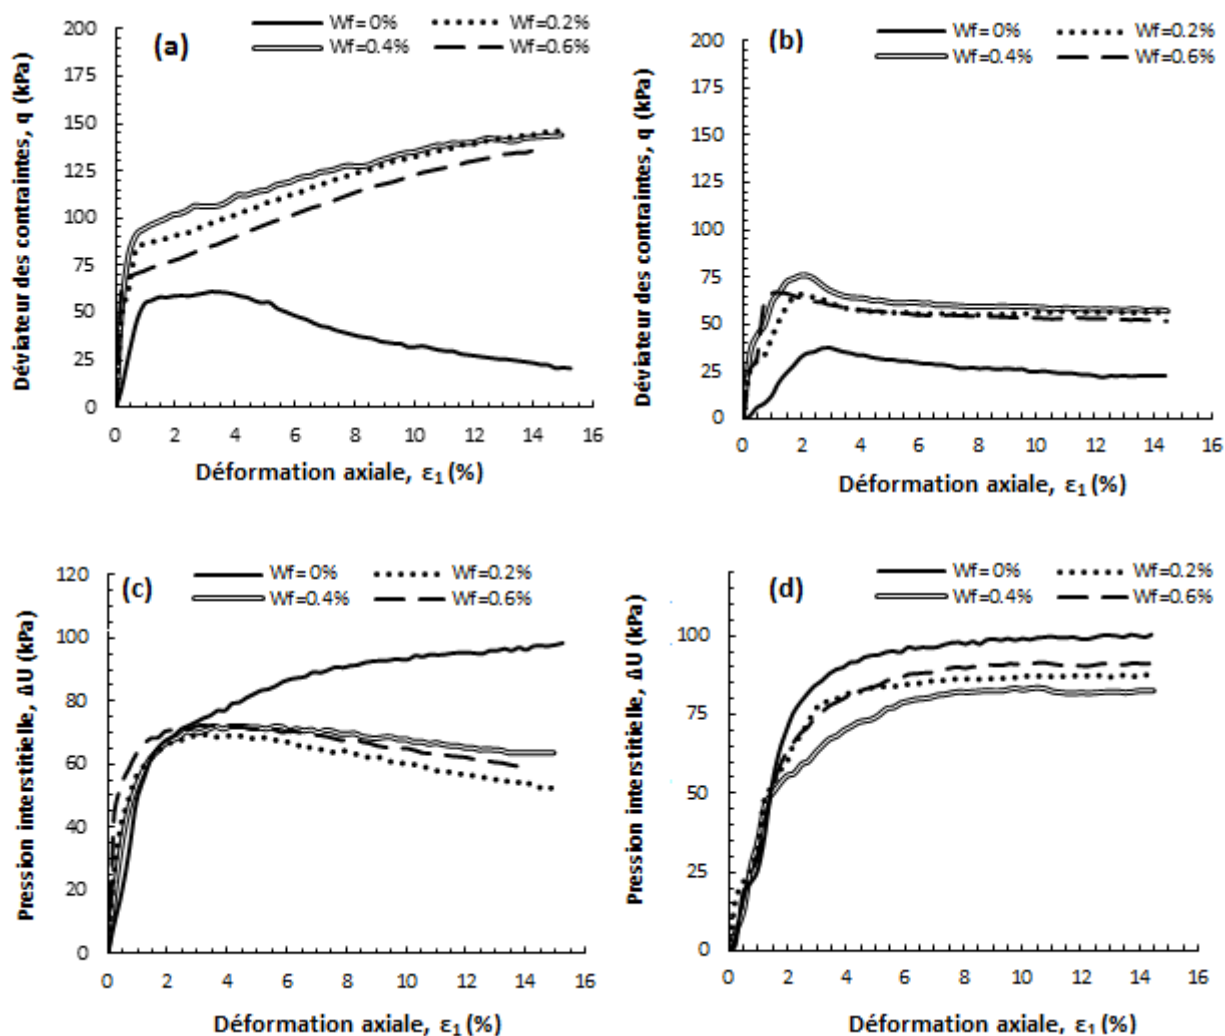 Wf= 0%
Wf=0.2%
Wf=0.4%
Wf=0.6%
(a)
Déviateur des contraintes, q (kPa)
200
175
150
125
100
75
50
25
0
0 2 4 6 8 10 12 14 16
Déformation axiale, ε1 (%)
Wf= 0%
Wf=0.2%
Wf=0.4%
Wf=0.6%
(b)
Déviateur des contraintes, q (kPa)
200
175
150
125
100
75
50
25
0
0 2 4 6 8 10 12 14 16
Déformation axiale, ε1 (%)
Wf= 0%
Wf=0.2%
Wf=0.4%
Wf=0.6%
(c)
Pression interstitielle, ΔU (kPa)
120
100
80
60
40
20
0
0 2 4 6 8 10 12 14 16
Déformation axiale, ε1 (%)
Wf= 0%
Wf=0.2%
Wf=0.4%
Wf=0.6%
(d)
Pression interstitielle, ΔU (kPa)
100
75
50
25
0
0 2 4 6 8 10 12 14 16
Déformation axiale, ε1 (%)